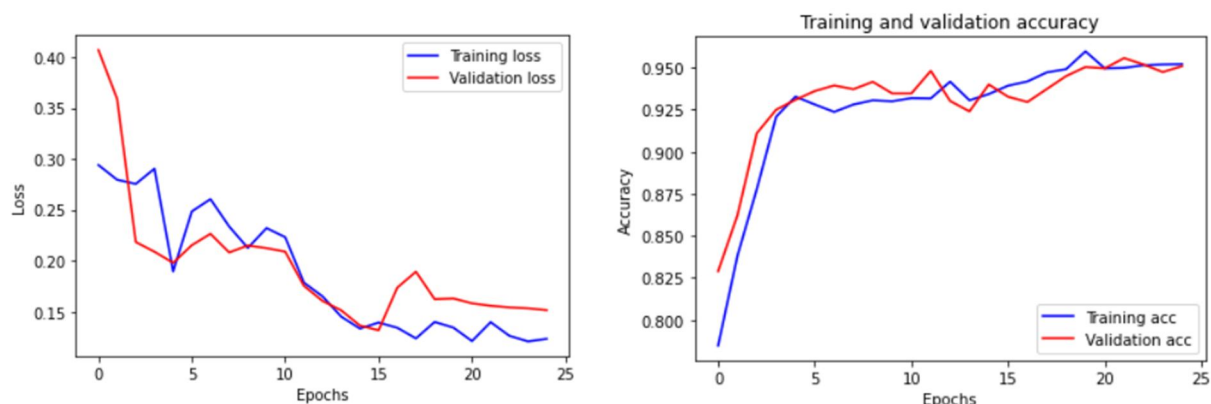 0.40
0.35
0.30
0.25
0.20
0.15
Loss
Training loss
Validation loss
0
5
10
15
20
25
Epochs
Training and validation accuracy
0.950
0.925
0.900
0.875
0.850
0.825
0.800
Accuracy
Training acc
Validation acc
0
5
10
15
20
25
Epochs